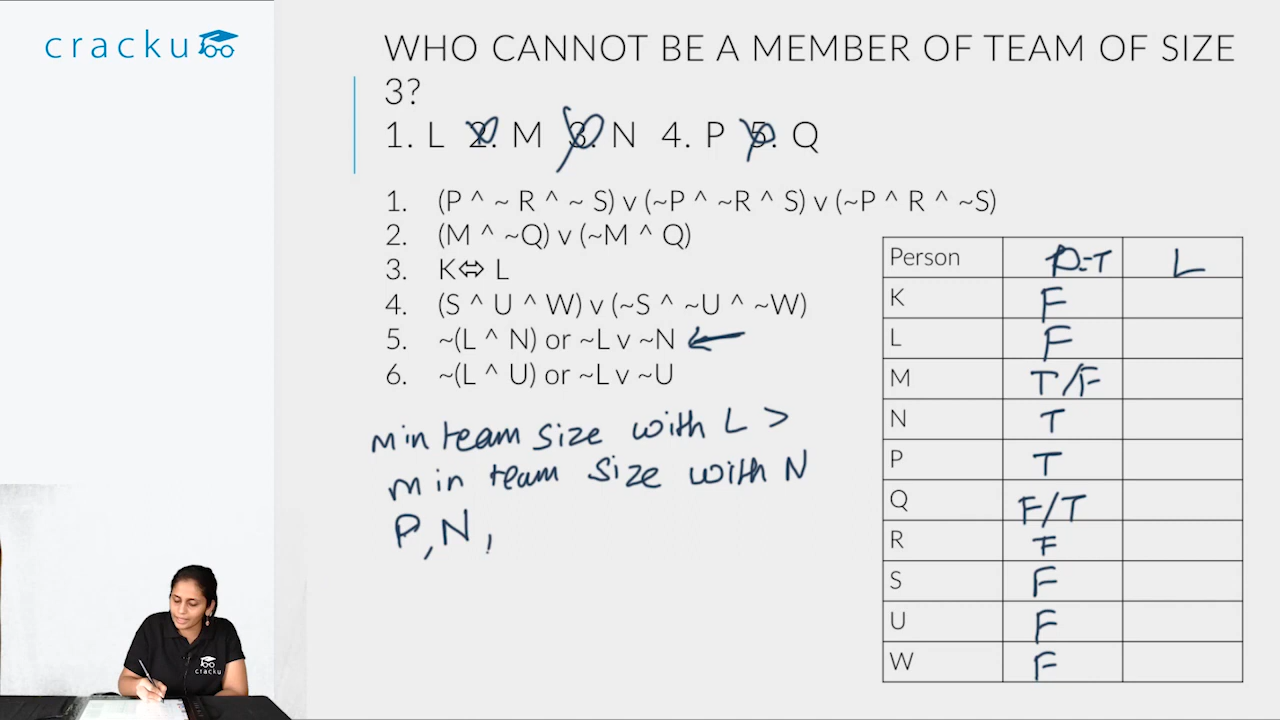 cracku
WHO CANNOT BE A MEMBER OF TEAM OF SIZE
3?
1. L 2. M 3. N 4. P 5. Q
1. (P ^ ~ R ^ ~ S) v (~P ^ ~R ^ S) v (~P ^ R ^ ~S)
2. (M ^ ~Q) v (~M ^ Q)
3. K⇔ L
4. (S ^ U ^ W) v (~S ^ ~U ^ ~W)
5. ~(L ^ N) or ~L v ~N ←
6. ~(L ^ U) or ~L v ~U
min team size with L >
min team size with N
P, N,
Person P=T L
K F
L F
M T/F
N T
P T
Q F/T
R F
S F
U F
W F
cracku